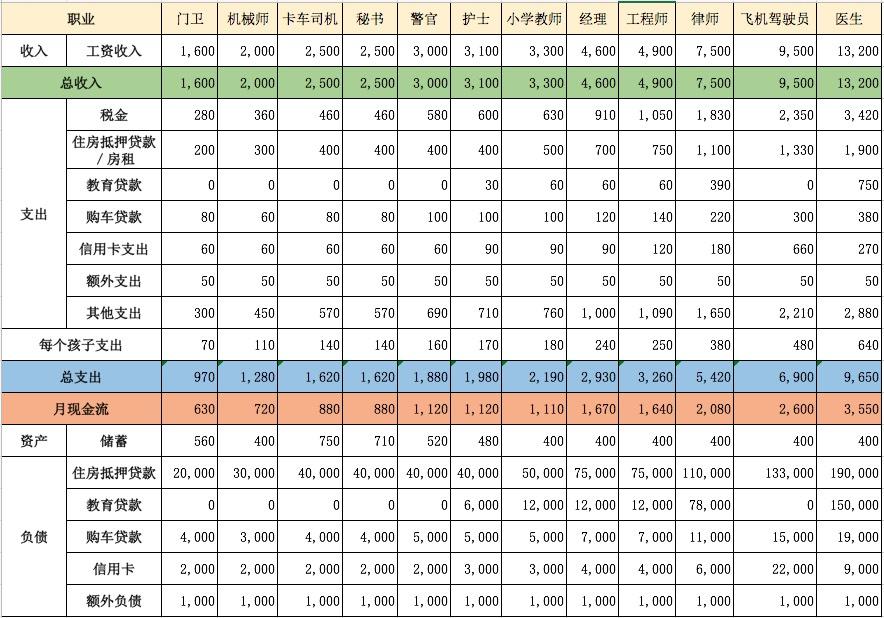 职业 门卫 机械师 卡车司机 秘书 警官 护士 小学教师 经理 工程师 律师 飞机驾驶员 医生
收入 工资收入 1,600 2,000 2,500 2,500 3,000 3,100 3,300 4,600 4,900 7,500 9,500 13,200
总收入 1,600 2,000 2,500 2,500 3,000 3,100 3,300 4,600 4,900 7,500 9,500 13,200
支出 税金 280 360 460 460 580 600 630 910 1,050 1,830 2,350 3,420
住房抵押贷款
/房租 200 300 400 400 400 400 500 700 750 1,100 1,330 1,900
教育贷款 0 0 0 0 0 30 60 60 60 390 0 750
购车贷款 80 60 80 80 100 100 100 120 140 220 300 380
信用卡支出 60 60 60 60 60 90 90 90 120 180 660 270
额外支出 50 50 50 50 50 50 50 50 50 50 50 50
其他支出 300 450 570 570 690 710 760 1,000 1,090 1,650 2,210 2,880
每个孩子支出 70 110 140 140 160 170 180 240 250 380 480 640
总支出 970 1,280 1,620 1,620 1,880 1,980 2,190 2,930 3,260 5,420 6,900 9,650
月现金流 630 720 880 880 1,120 1,120 1,110 1,670 1,640 2,080 2,600 3,550
资产 储蓄 560 400 750 710 520 480 400 400 400 400 400 400
负债 住房抵押贷款 20,000 30,000 40,000 40,000 40,000 40,000 50,000 75,000 75,000 110,000 133,000 190,000
教育贷款 0 0 0 0 0 6,000 12,000 12,000 12,000 78,000 0 150,000
购车贷款 4,000 3,000 4,000 4,000 5,000 5,000 5,000 7,000 7,000 11,000 15,000 19,000
信用卡 2,000 2,000 2,000 2,000 2,000 3,000 3,000 4,000 4,000 6,000 22,000 9,000
额外负债 1,000 1,000 1,000 1,000 1,000 1,000 1,000 1,000 1,000 1,000 1,000 1,000